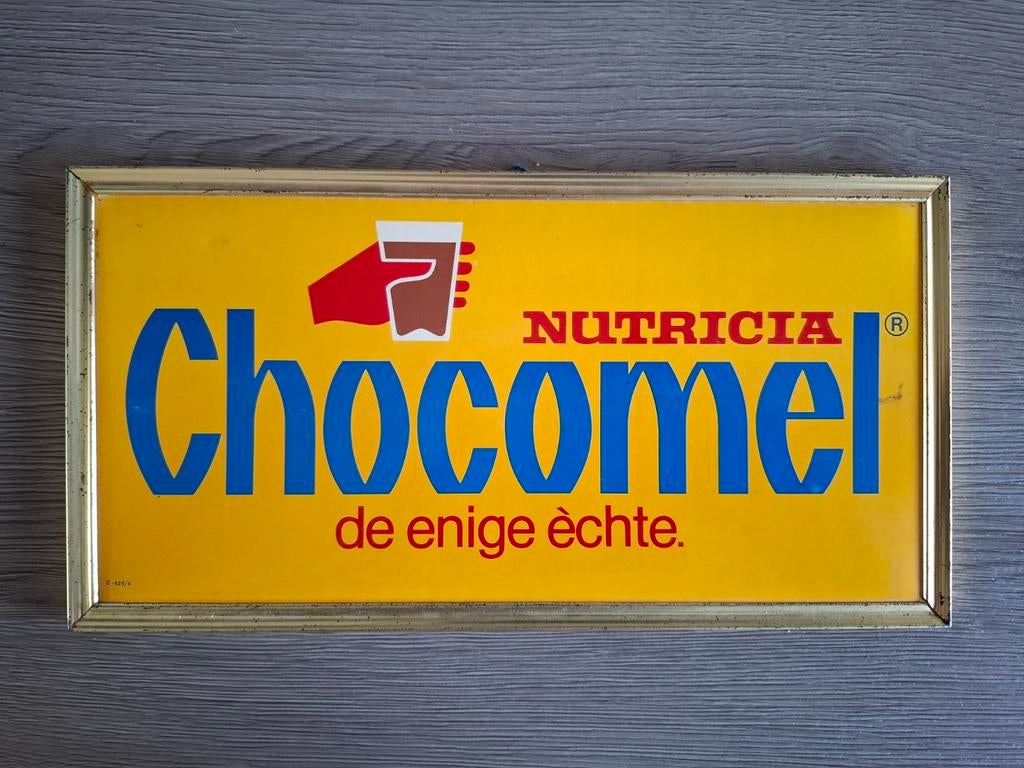 NUTRICIA
Chocomel ®
de enige èchte.